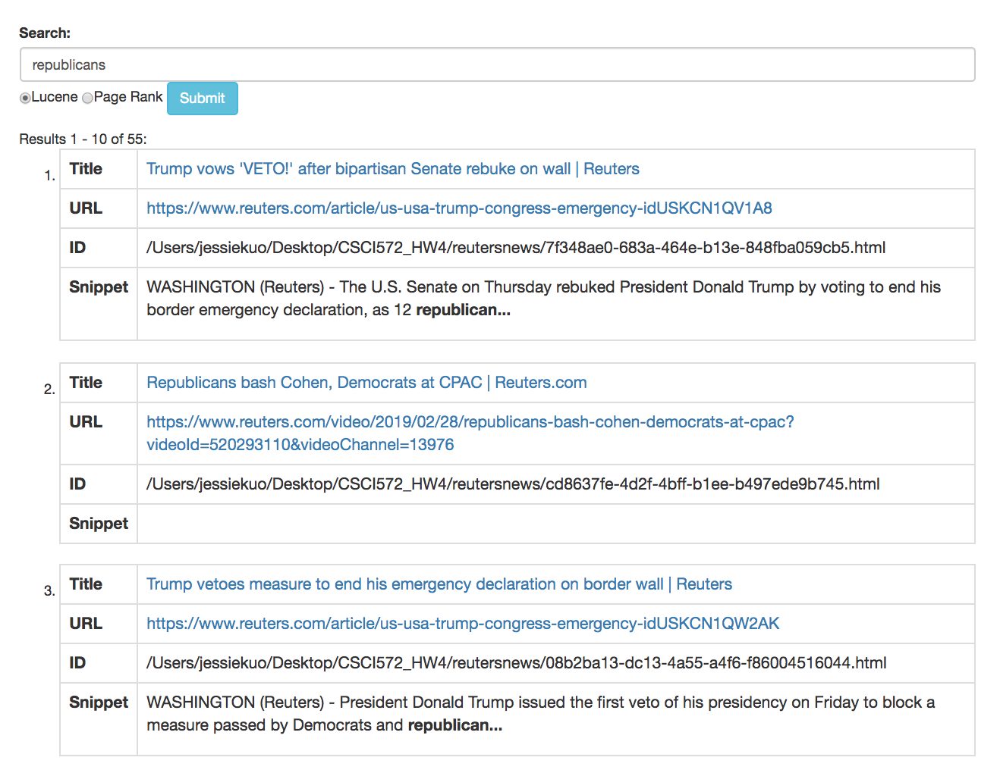 Search:
republicans
Lucene Page Rank Submit
Results 1 - 10 of 55:
1. Title Trump vows 'VETO!' after bipartisan Senate rebuke on wall | Reuters
URL https://www.reuters.com/article/us-usa-trump-congress-emergency-idUSKCN1QV1A8
ID /Users/jessiekuo/Desktop/CSCI572_HW4/reutersnews/7f348ae0-683a-464e-b13e-848fba059cb5.html
Snippet WASHINGTON (Reuters) - The U.S. Senate on Thursday rebuked President Donald Trump by voting to end his
border emergency declaration, as 12 republican...
2. Title Republicans bash Cohen, Democrats at CPAC | Reuters.com
URL https://www.reuters.com/video/2019/02/28/republicans-bash-cohen-democrats-at-cpac?
videoId=520293110&videoChannel=13976
ID /Users/jessiekuo/Desktop/CSCI572_HW4/reutersnews/cd8637fe-4d2f-4bff-b1ee-b497ede9b745.html
Snippet
3. Title Trump vetoes measure to end his emergency declaration on border wall | Reuters
URL https://www.reuters.com/article/us-usa-trump-congress-emergency-idUSKCN1QW2AK
ID /Users/jessiekuo/Desktop/CSCI572_HW4/reutersnews/08b2ba13-dc13-4a55-a4f6-f86004516044.html
Snippet WASHINGTON (Reuters) - President Donald Trump issued the first veto of his presidency on Friday to block a
measure passed by Democrats and republican...